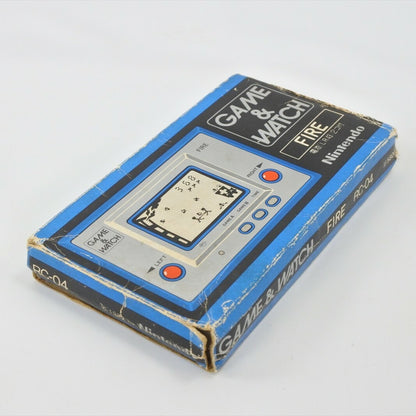 GAME
&
WATCH
FIRE
Nintendo
FIRE
RIGHT
GAME A
GAME B
TIME
GAME
&
WATCH
LEFT
GAME & WATCH FIRE RC-04
RC-04
Nintendo